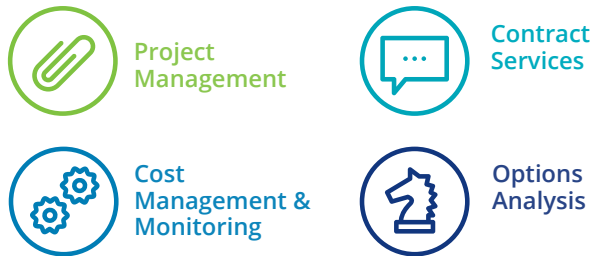 Project
Management
Contract
Services
Cost
Management &
Monitoring
Options
Analysis